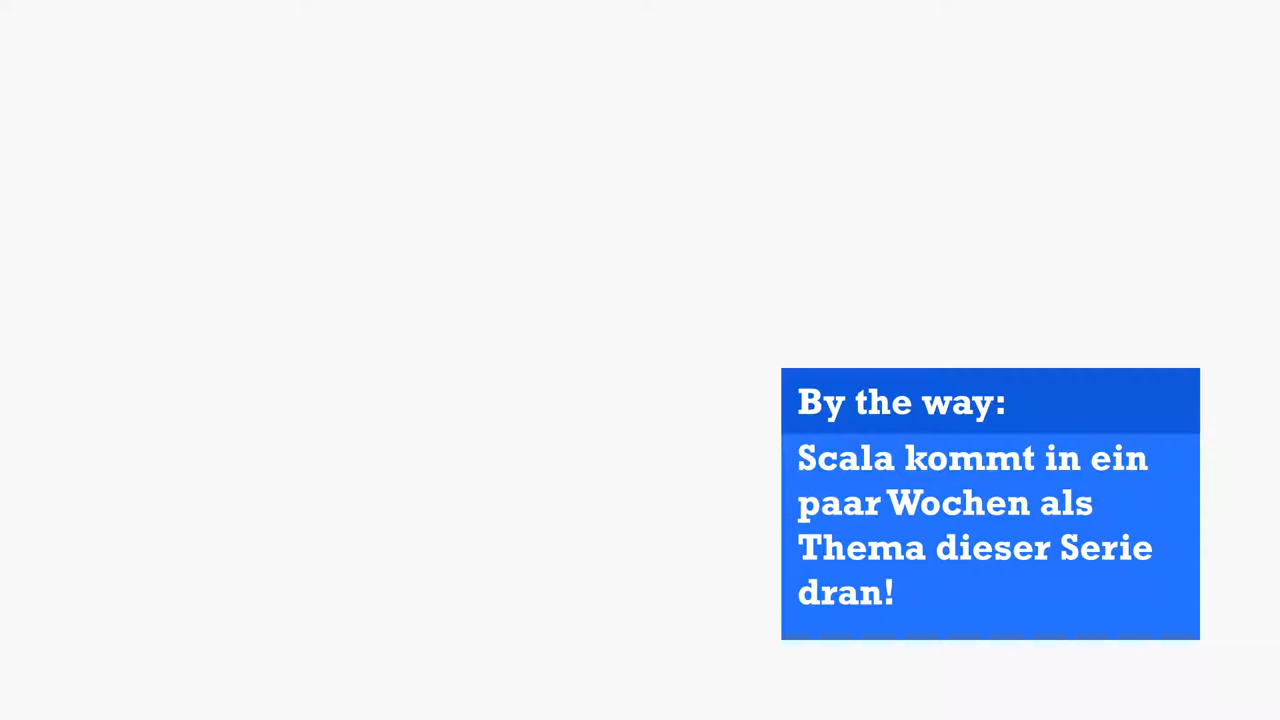 By the way:
Scala kommt in ein
paar Wochen als
Thema dieser Serie
dran!